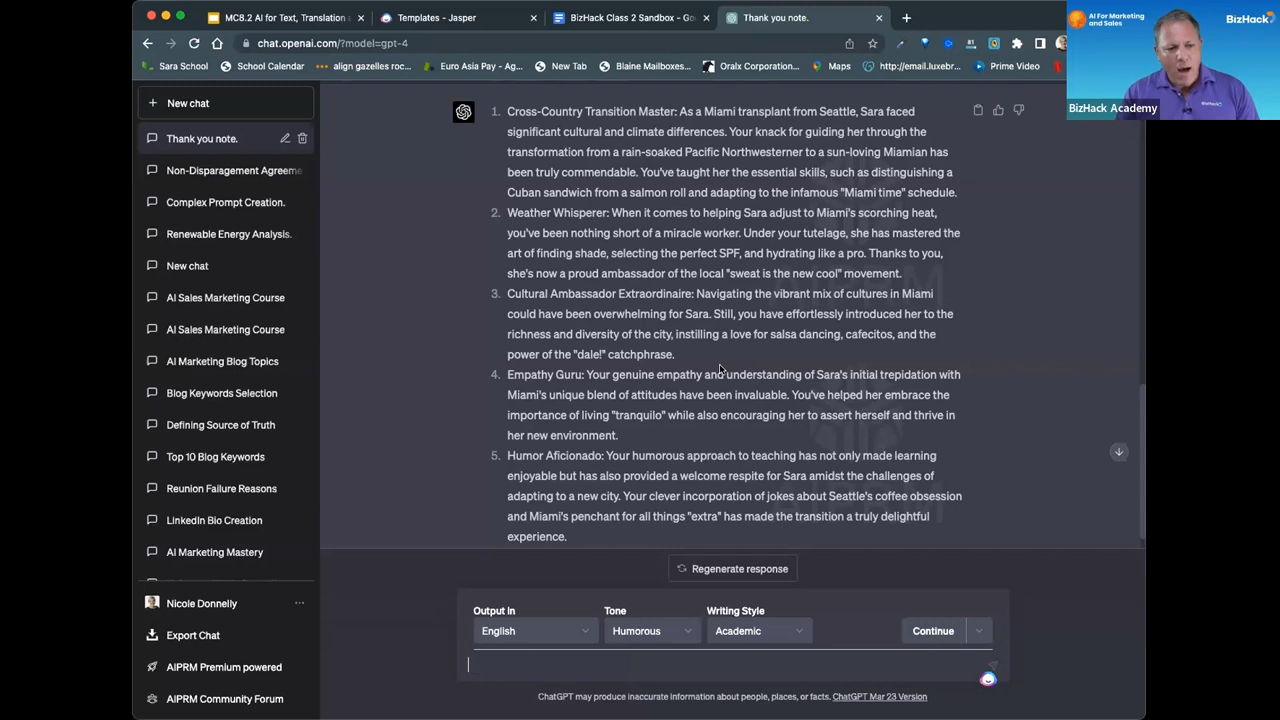 MC8.2 AI for Text, Translation
Templates - Jasper
BizHack Class 2 Sandbox - Go
Thank you note.
chat.openai.com/?model=gpt-4
Sara School
School Calendar
align gazelles roc...
Euro Asia Pay - Ag...
New Tab
Blaine Mailboxes...
Oralx Corporation...
Maps
http://email.luxebr...
Prime Video
AI For Marketing
and Sales
BizHack
BizHack
BizHack Academy
New chat
Thank you note.
Non-Disparagement Agreeme
Complex Prompt Creation.
Renewable Energy Analysis.
New chat
AI Sales Marketing Course
AI Sales Marketing Course
AI Marketing Blog Topics
Blog Keywords Selection
Defining Source of Truth
Top 10 Blog Keywords
Reunion Failure Reasons
LinkedIn Bio Creation
AI Marketing Mastery
Nicole Donnelly
Export Chat
AIPRM Premium powered
AIPRM Community Forum
1. Cross-Country Transition Master: As a Miami transplant from Seattle, Sara faced
significant cultural and climate differences. Your knack for guiding her through the
transformation from a rain-soaked Pacific Northwesterner to a sun-loving Miamian has
been truly commendable. You've taught her the essential skills, such as distinguishing a
Cuban sandwich from a salmon roll and adapting to the infamous "Miami time" schedule.
2. Weather Whisperer: When it comes to helping Sara adjust to Miami's scorching heat,
you've been nothing short of a miracle worker. Under your tutelage, she has mastered the
art of finding shade, selecting the perfect SPF, and hydrating like a pro. Thanks to you,
she's now a proud ambassador of the local "sweat is the new cool" movement.
3. Cultural Ambassador Extraordinaire: Navigating the vibrant mix of cultures in Miami
could have been overwhelming for Sara. Still, you have effortlessly introduced her to the
richness and diversity of the city, instilling a love for salsa dancing, cafecitos, and the
power of the "dale!" catchphrase.
4. Empathy Guru: Your genuine empathy and understanding of Sara's initial trepidation with
Miami's unique blend of attitudes have been invaluable. You've helped her embrace the
importance of living "tranquilo" while also encouraging her to assert herself and thrive in
her new environment.
5. Humor Aficionado: Your humorous approach to teaching has not only made learning
enjoyable but has also provided a welcome respite for Sara amidst the challenges of
adapting to a new city. Your clever incorporation of jokes about Seattle's coffee obsession
and Miami's penchant for all things "extra" has made the transition a truly delightful
experience.
AIPRM
AIPRM
Regenerate response
Output in
Tone
Writing Style
English
Humorous
Academic
Continue
ChatGPT may produce inaccurate information about people, places, or facts. ChatGPT Mar 23 Version